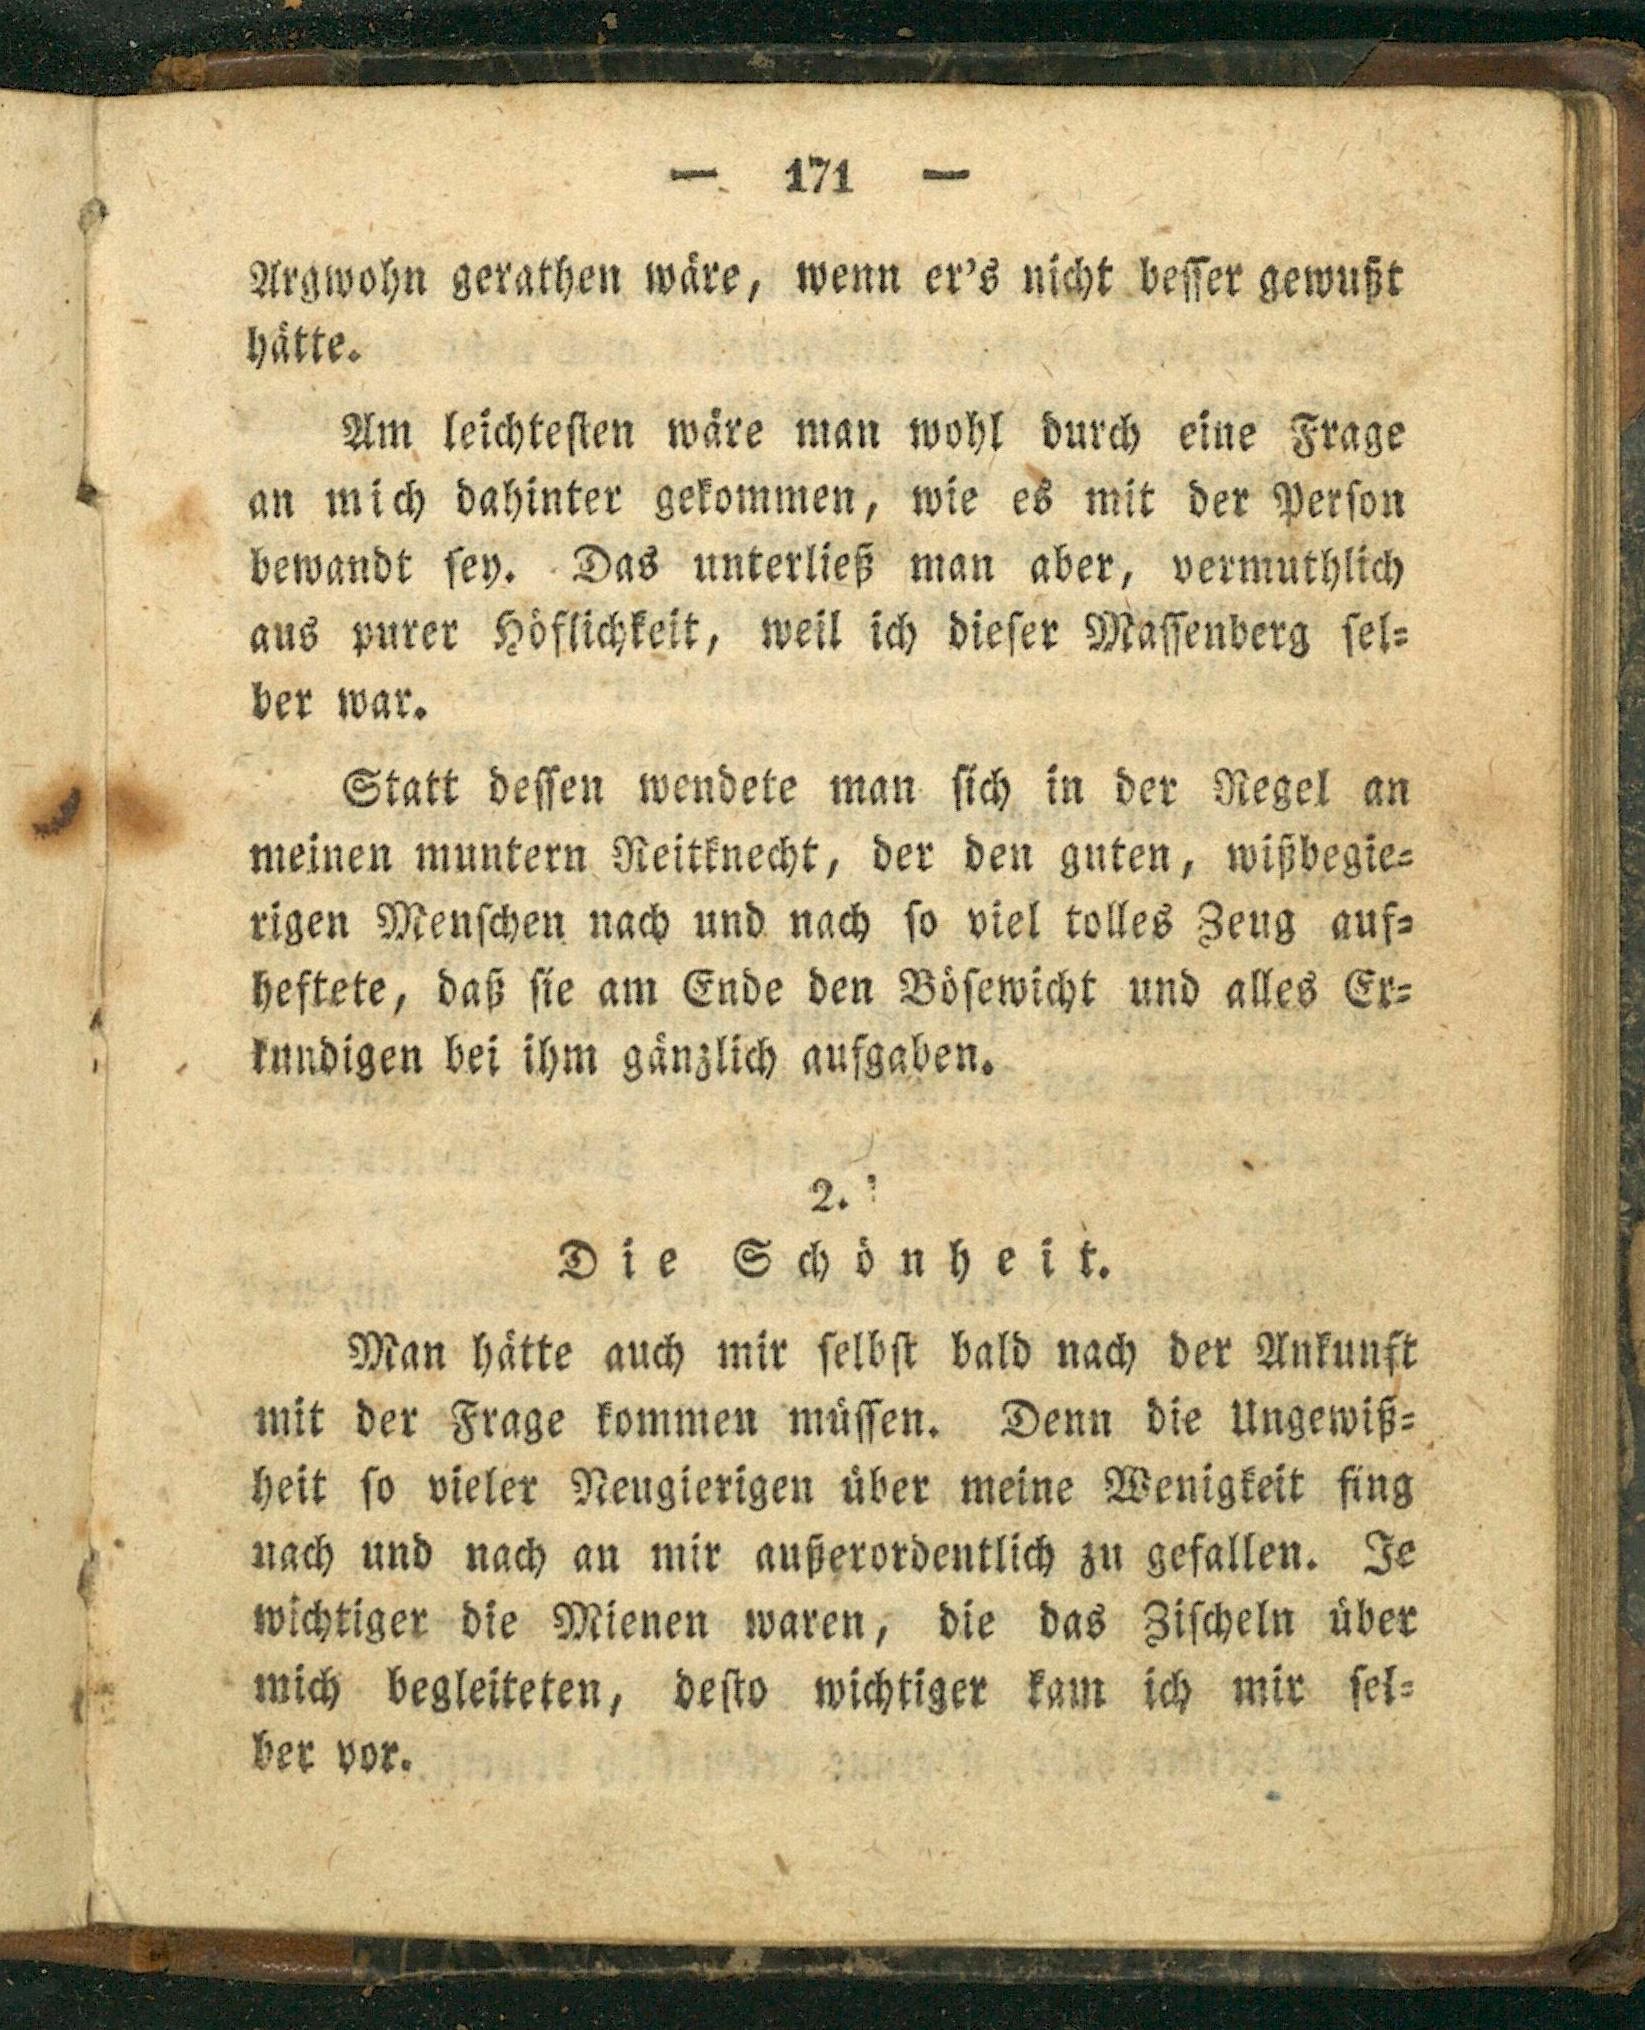 — 171 —
Argwohn gerathen wäre, wenn er's nicht besser gewußt
hätte.
Am leichtesten wäre man wohl durch eine Frage
an mich dahinter gekommen, wie es mit der Person
bewandt sey. Das unterließ man aber, vermuthlich
aus purer Höflichkeit, weil ich dieser Massenberg sel=
ber war.
Statt dessen wendete man sich in der Regel an
meinen muntern Reitknecht, der den guten, wißbegie=
rigen Menschen nach und nach so viel tolles Zeug auf=
heftete, daß sie am Ende den Bösewicht und alles Er=
kundigen bei ihm gänzlich aufgaben.
2.
Die Schönheit.
Man hätte auch mir selbst bald nach der Ankunft
mit der Frage kommen müssen. Denn die Ungewiß=
heit so vieler Neugierigen über meine Wenigkeit fing
nach und nach an mir außerordentlich zu gefallen. Je
wichtiger die Mienen waren, die das Zischeln über
mich begleiteten, desto wichtiger kam ich mir sel=
ber vor.